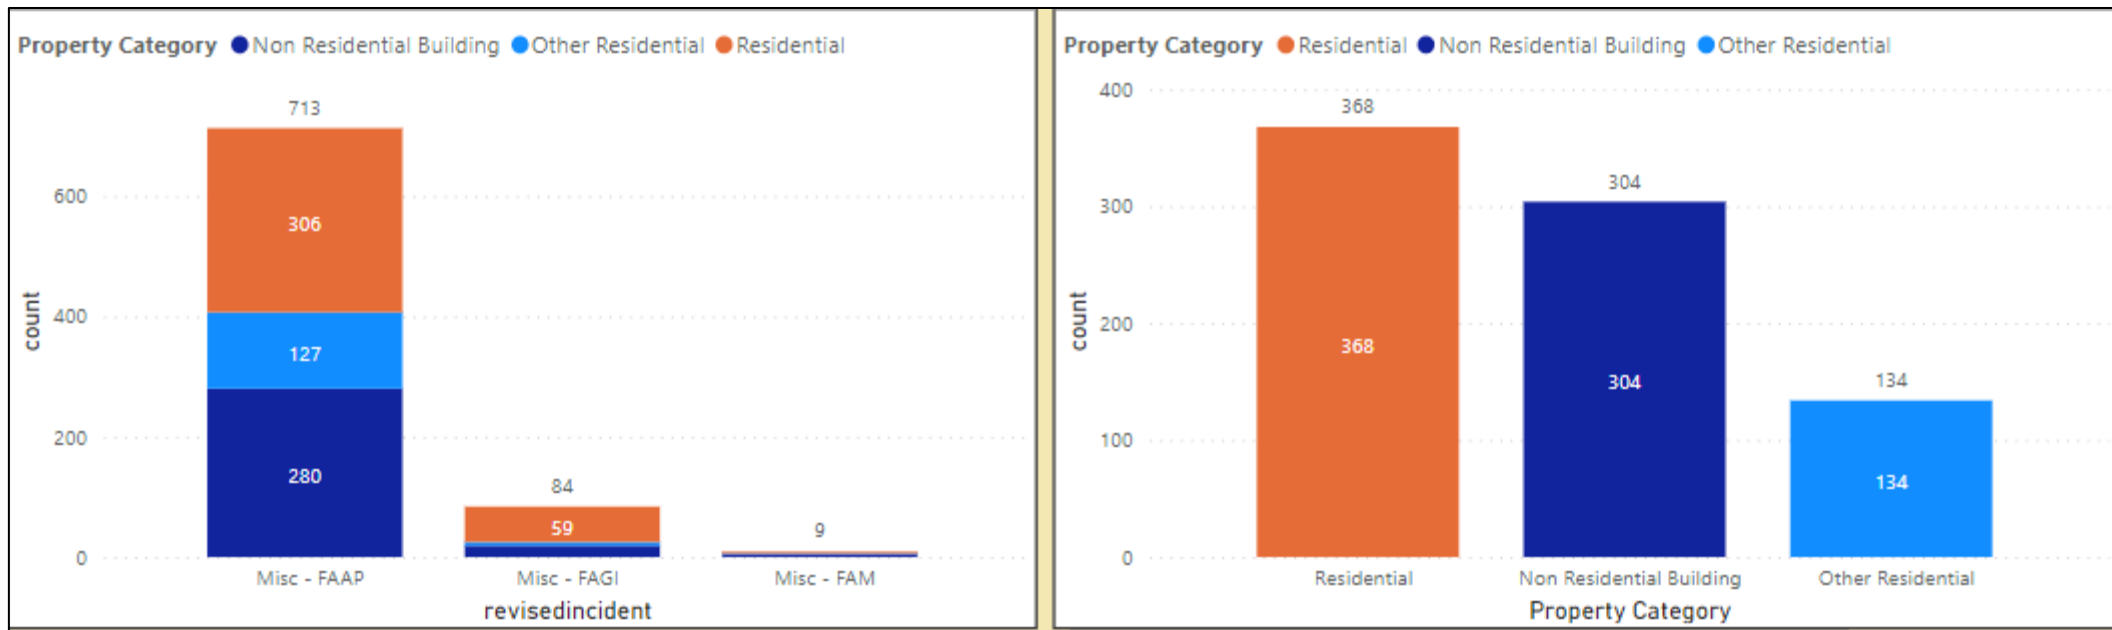 Property Category Non Residential Building Other Residential Residential
713
600
306
count
400
127
200
280
84
59
9
0
Misc - FAAP Misc - FAGI Misc - FAM
revisedincident
Property Category Residential Non Residential Building Other Residential
400
368
304
300
count
200
368
304
134
100
134
0
Residential Non Residential Building Other Residential
Property Category